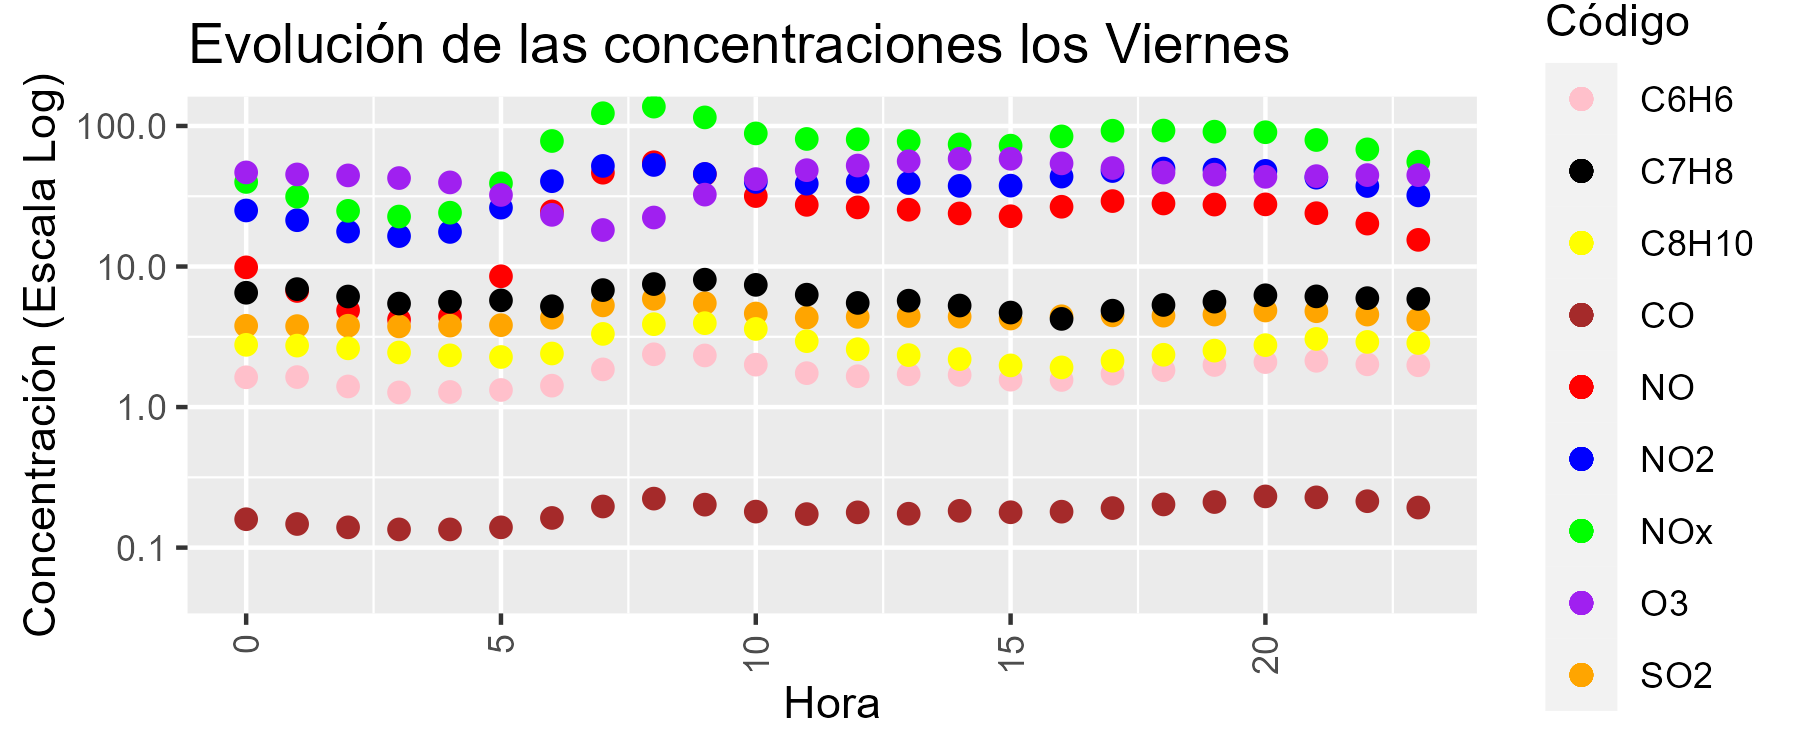 Evolución de las concentraciones los Viernes
Concentración (Escala Log)
100.0
10.0
1.0
0.1
0
5
10
15
20
Hora
Código
C6H6
C7H8
C8H10
CO
NO
NO2
NOx
O3
SO2